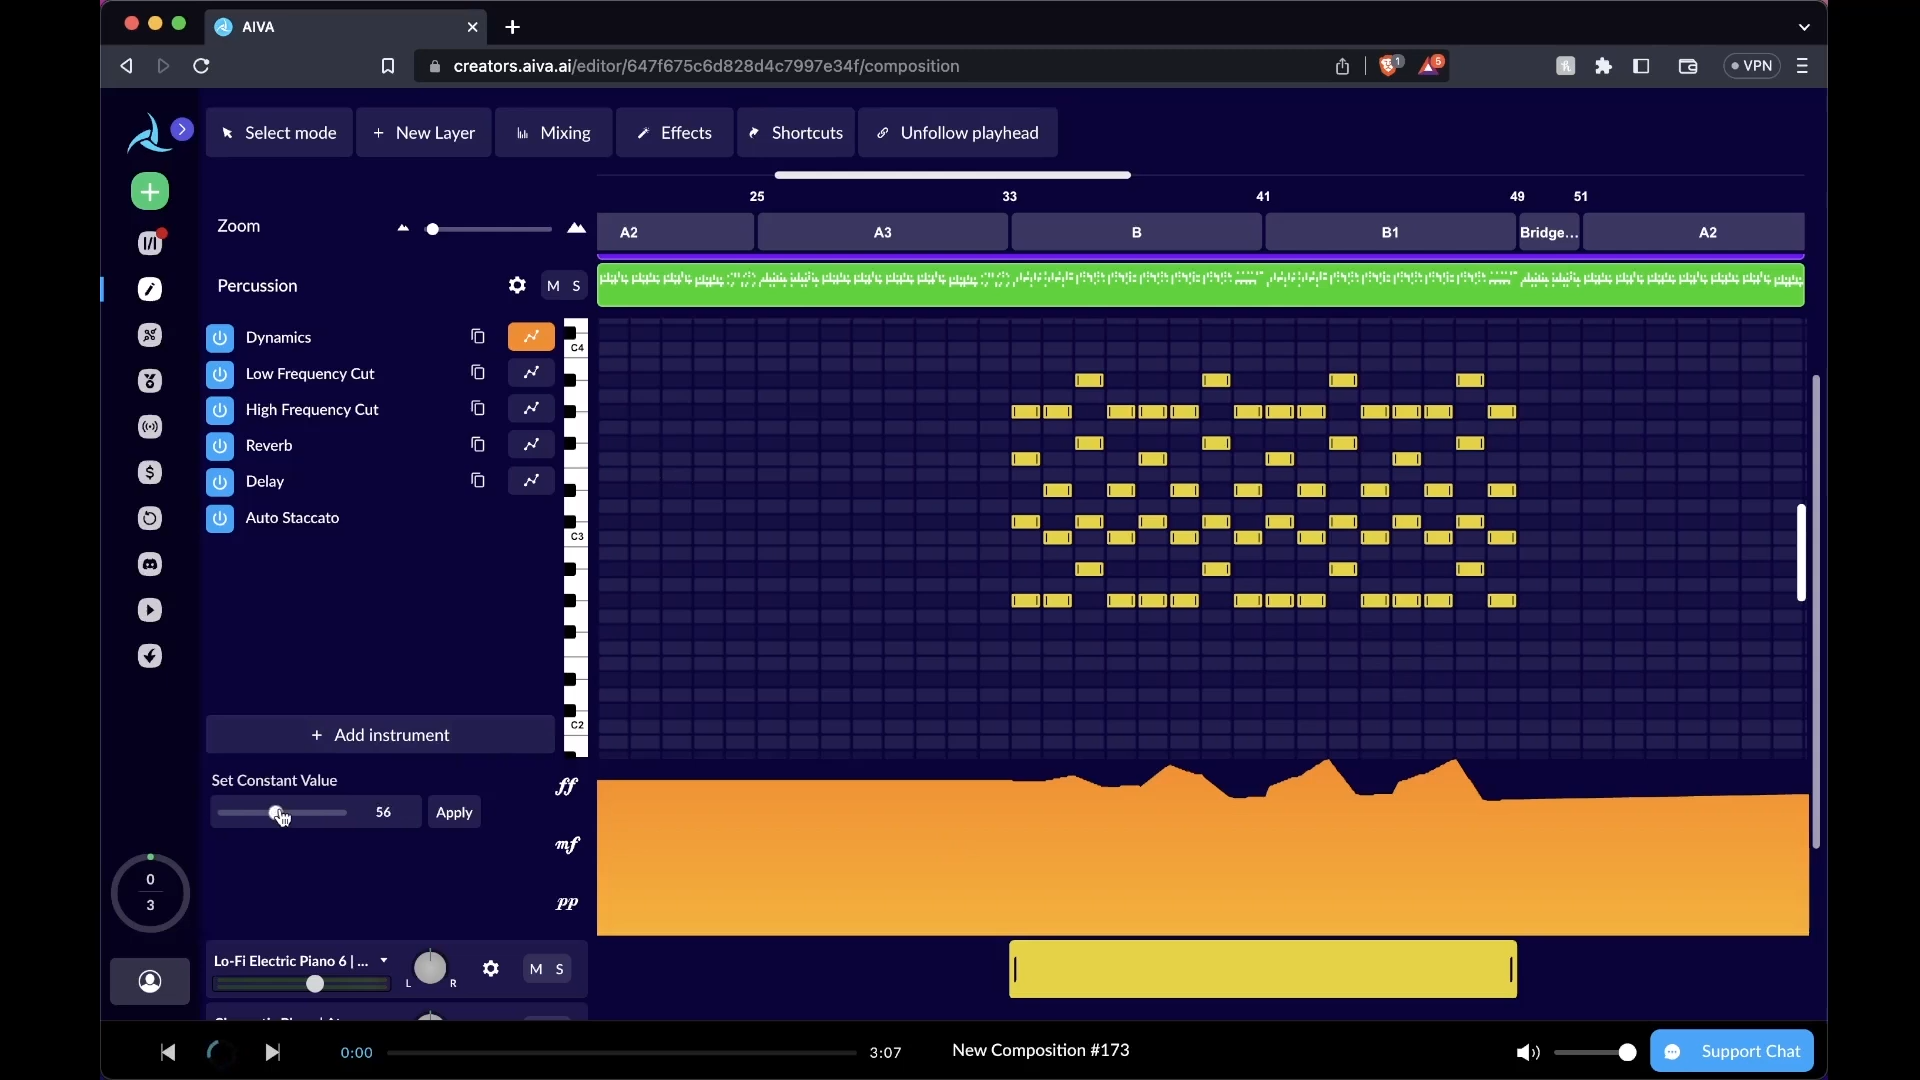 AIVA
creators.aiva.ai/editor/647f675c6d828d4c7997e34f/composition
1
5
VPN
Select mode
+ New Layer
Mixing
Effects
Shortcuts
Unfollow playhead
25 33 41 49 51
Zoom
A2 A3 B B1 Bridge... A2
Percussion
M S
Dynamics
C4
Low Frequency Cut
High Frequency Cut
Reverb
Delay
Auto Staccato
C3
C2
+ Add instrument
Set Constant Value
ff
56
Apply
mf
0
3
pp
Lo-Fi Electric Piano 6 | ...
L R
M S
0:00
3:07
New Composition #173
Support Chat